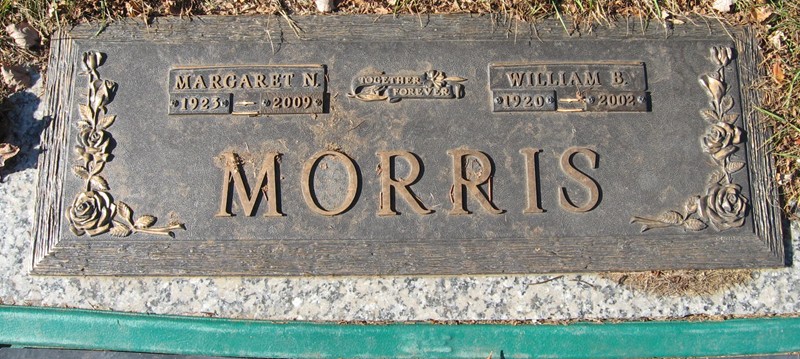 MARGARET N.
1923 - 2009
TOGETHER
FOREVER
WILLIAM B.
1920 - 2002
MORRIS